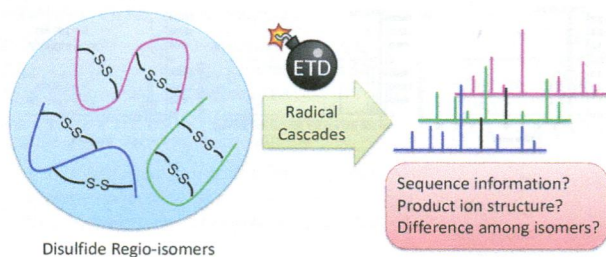 S-S
S-S
S-S
S-S
S-S
S-S
Disulfide Regio-isomers
ETD
Radical
Cascades
Sequence information?
Product ion structure?
Difference among isomers?